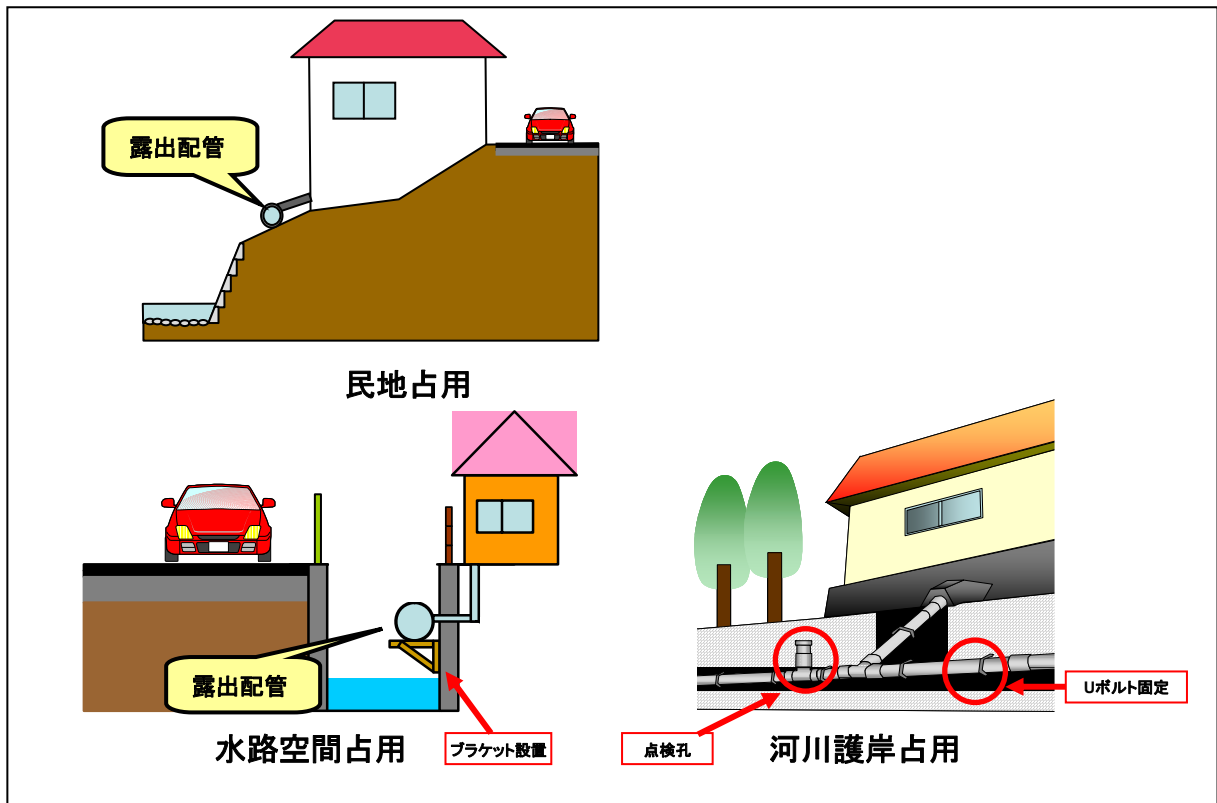 露出配管
民地占用
露出配管
水路空間占用
ブラケット設置
点検孔
Uボルト固定
河川護岸占用